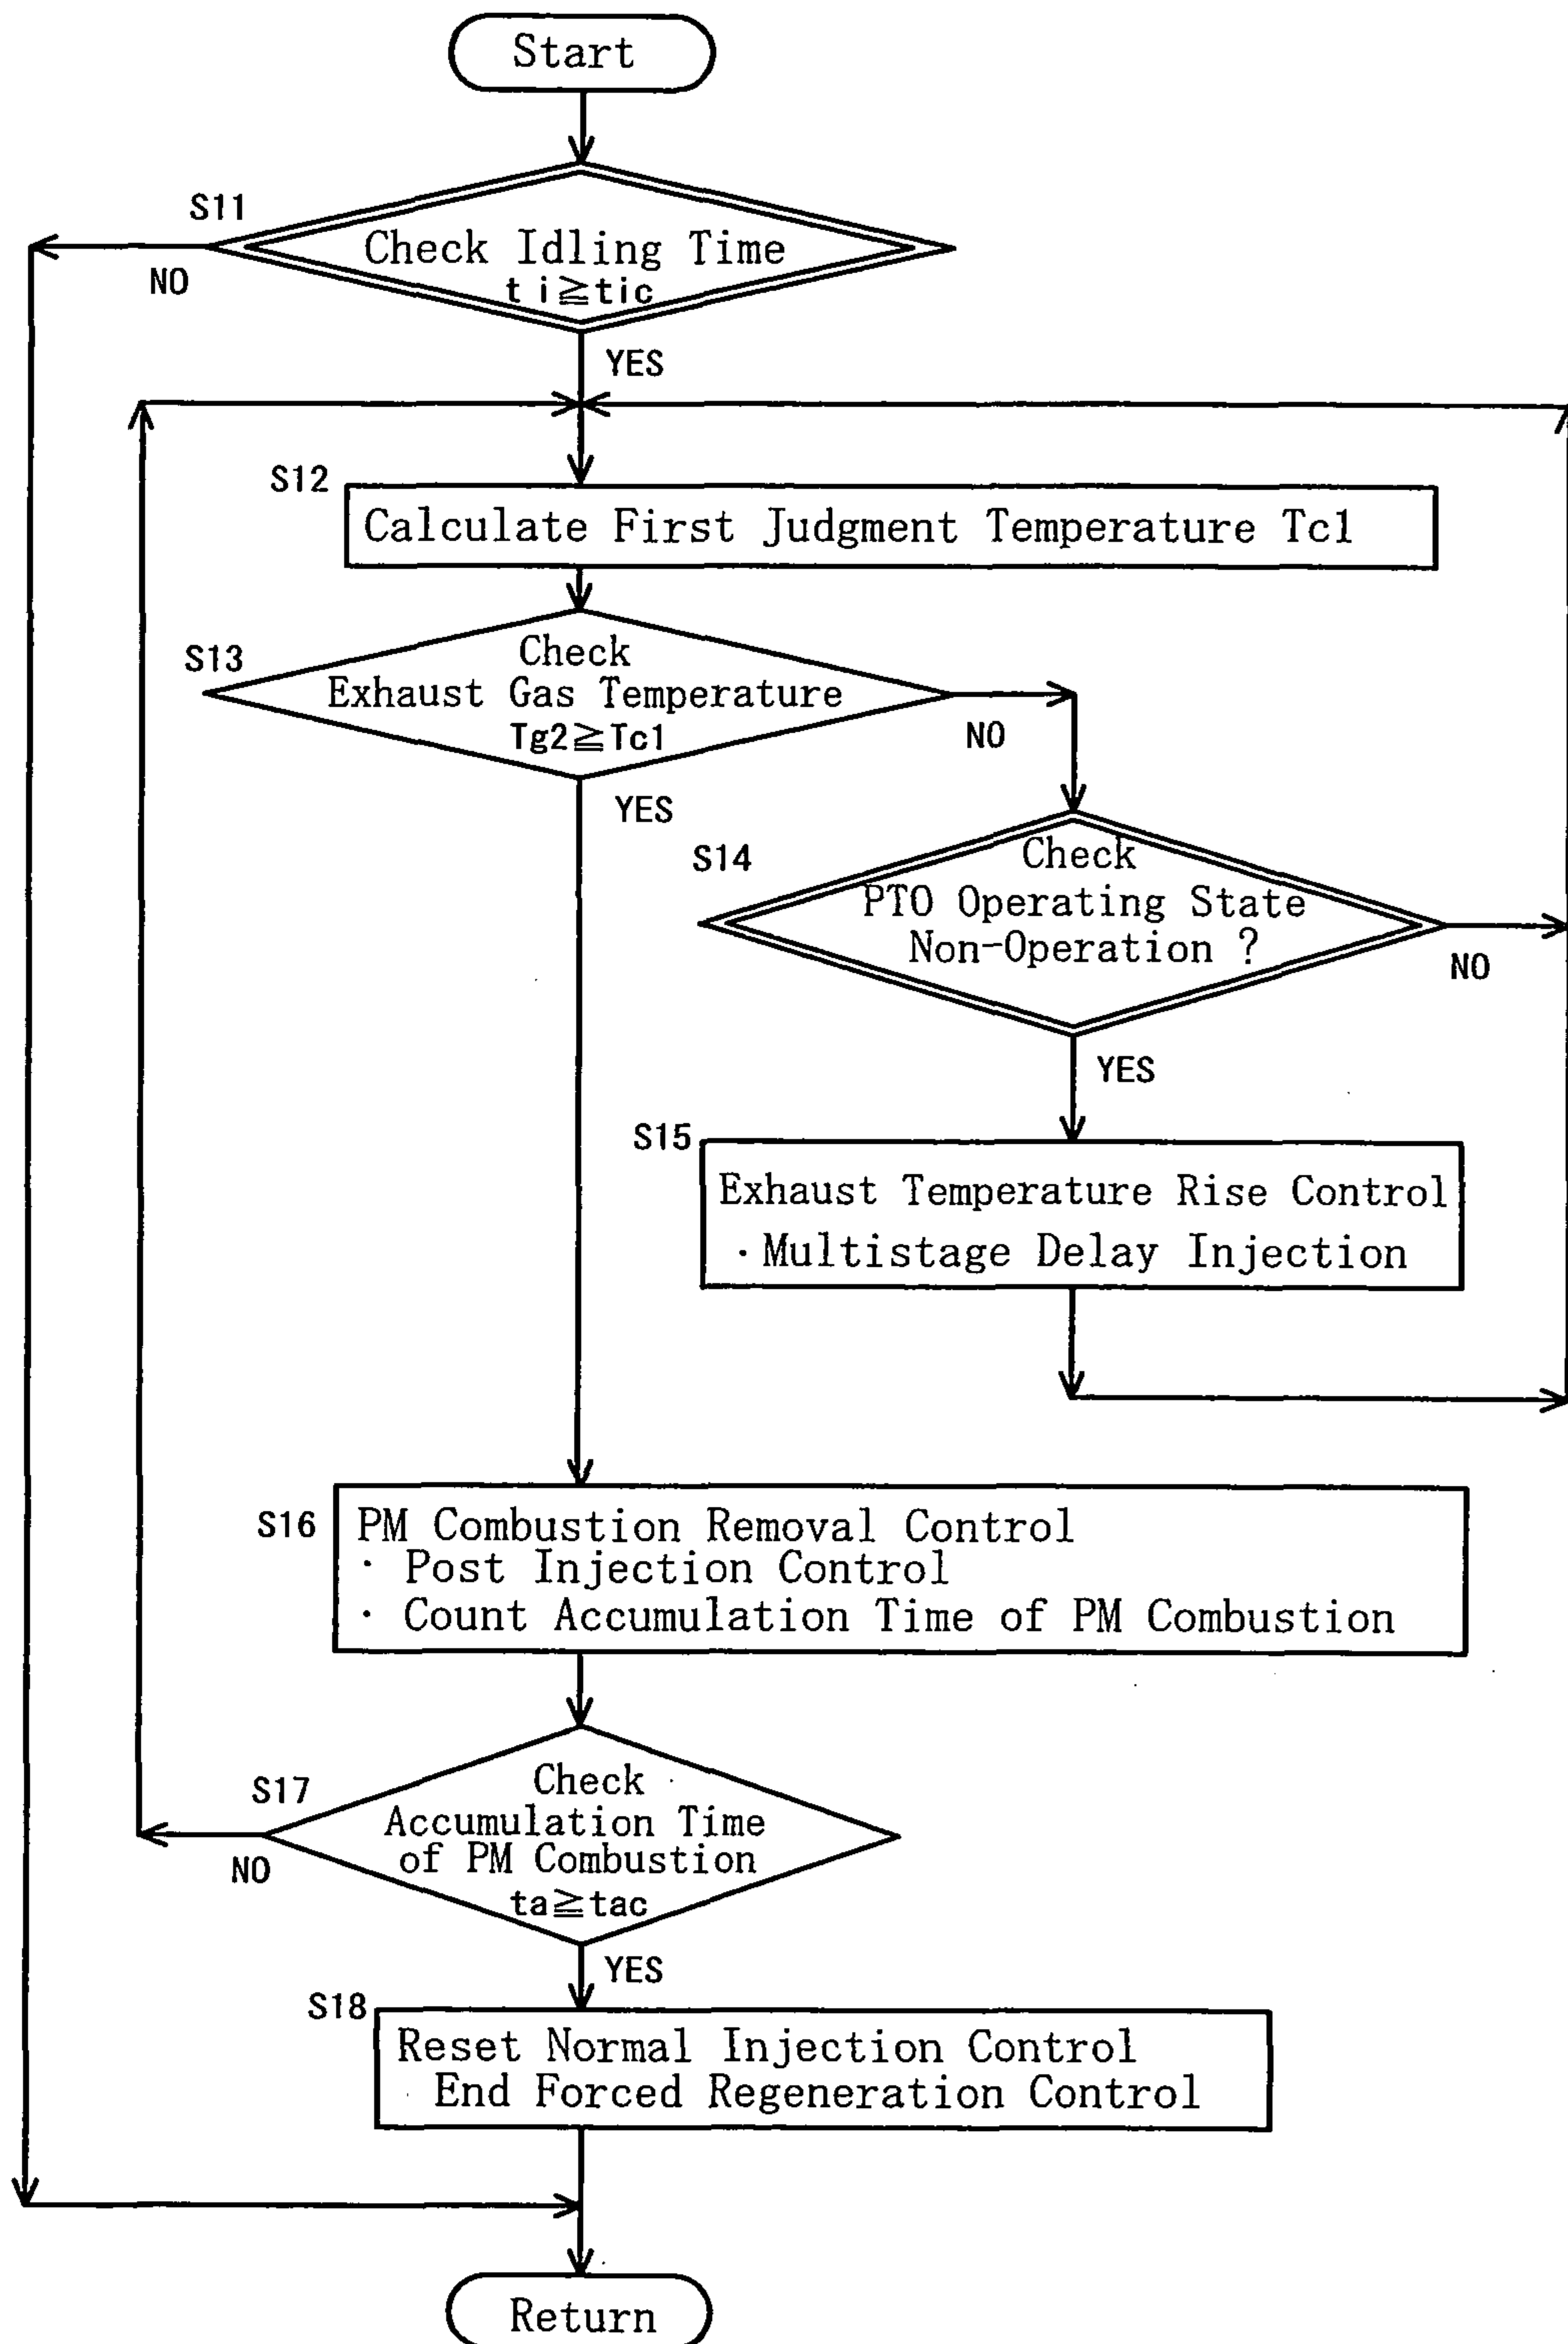 Start
S11
Check Idling Time
ti≧tic
NO
YES
S12
Calculate First Judgment Temperature Tc1
S13
Check
Exhaust Gas Temperature
Tg2≧Tc1
NO
YES
S14
Check
PTO Operating State
Non-Operation ?
NO
YES
S15
Exhaust Temperature Rise Control
・Multistage Delay Injection
S16
PM Combustion Removal Control
・ Post Injection Control
・ Count Accumulation Time of PM Combustion
S17
Check
Accumulation Time
of PM Combustion
ta≧tac
NO
YES
S18
Reset Normal Injection Control
End Forced Regeneration Control
Return